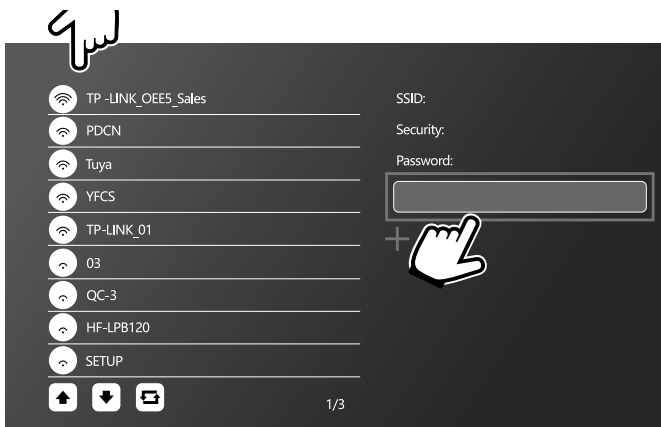 TP -LINK_OEE5_Sales
PDCN
Tuya
YFCS
TP-LINK_01
03
QC-3
HF-LPB120
SETUP
1/3
SSID:
Security:
Password: